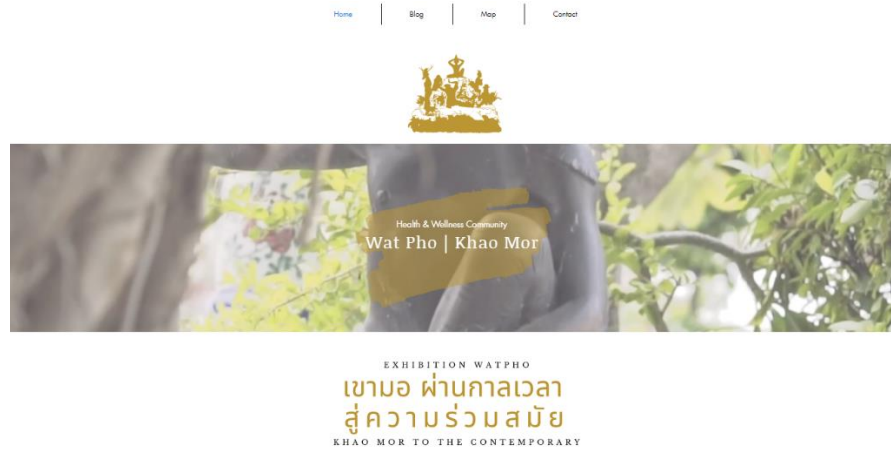 Home
Blog
Map
Contact
Health & Wellness Community
Wat Pho | Khao Mor
EXHIBITION WATPHO
เขามอ ผ่านกาลเวลา
สู่ความร่วมสมัย
KHAO MOR TO THE CONTEMPORARY